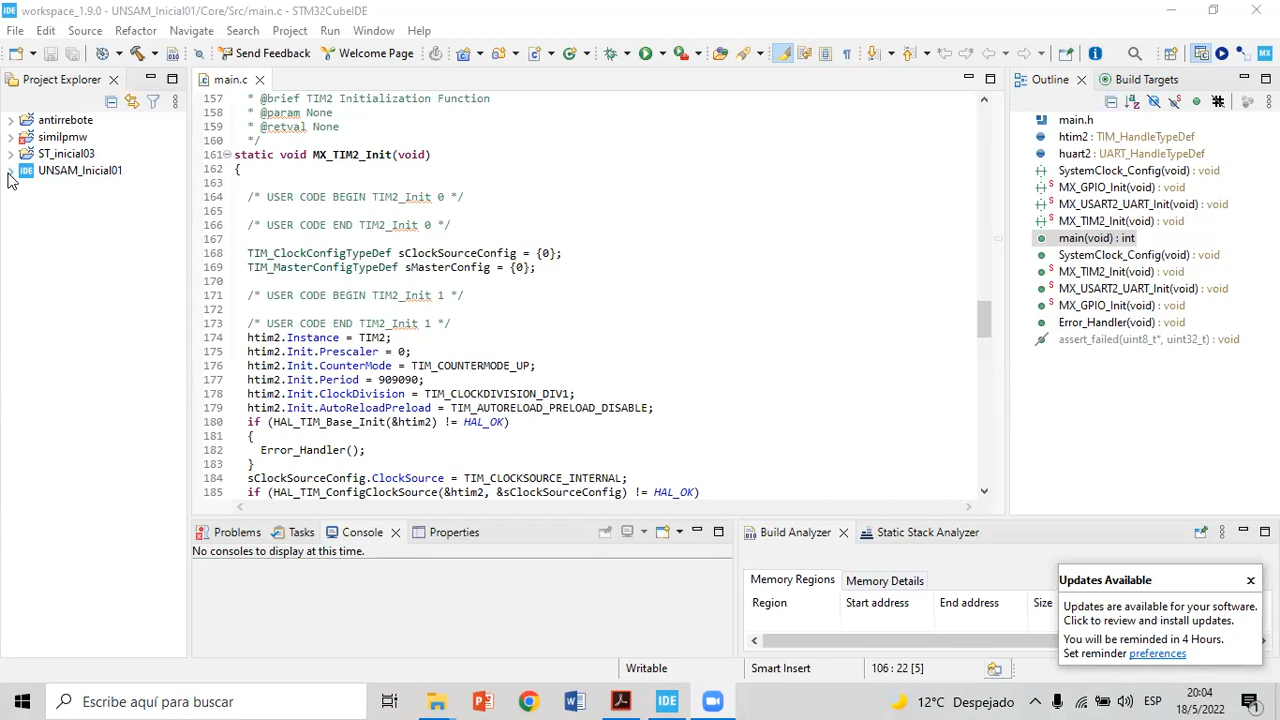 workspace_1.9.0 - UNSAM_Inicial01/Core/Src/main.c - STM32CubeIDE
File Edit Source Refactor Navigate Search Project Run Window Help
Send Feedback Welcome Page
Project Explorer
antirrebote
similpmw
ST_inicial03
UNSAM_Inicial01
main.c
157 * @brief TIM2 Initialization Function
158 * @param None
159 * @retval None
160 */
161 static void MX_TIM2_Init(void)
162 {
163
164 /* USER CODE BEGIN TIM2_Init 0 */
165
166 /* USER CODE END TIM2_Init 0 */
167
168 TIM_ClockConfigTypeDef sClockSourceConfig = {0};
169 TIM_MasterConfigTypeDef sMasterConfig = {0};
170
171 /* USER CODE BEGIN TIM2_Init 1 */
172
173 /* USER CODE END TIM2_Init 1 */
174 htim2.Instance = TIM2;
175 htim2.Init.Prescaler = 0;
176 htim2.Init.CounterMode = TIM_COUNTERMODE_UP;
177 htim2.Init.Period = 909090;
178 htim2.Init.ClockDivision = TIM_CLOCKDIVISION_DIV1;
179 htim2.Init.AutoReloadPreload = TIM_AUTORELOAD_PRELOAD_DISABLE;
180 if (HAL_TIM_Base_Init(&htim2) != HAL_OK)
181 {
182 Error_Handler();
183 }
184 sClockSourceConfig.ClockSource = TIM_CLOCKSOURCE_INTERNAL;
185 if (HAL_TIM_ConfigClockSource(&htim2, &sClockSourceConfig) != HAL_OK)
Outline Build Targets
main.h
htim2 : TIM_HandleTypeDef
huart2 : UART_HandleTypeDef
SystemClock_Config(void) : void
MX_GPIO_Init(void) : void
MX_USART2_UART_Init(void) : void
MX_TIM2_Init(void) : void
main(void) : int
SystemClock_Config(void) : void
MX_TIM2_Init(void) : void
MX_USART2_UART_Init(void) : void
MX_GPIO_Init(void) : void
Error_Handler(void) : void
assert_failed(uint8_t*, uint32_t) : void
Problems Tasks Console Properties
No consoles to display at this time.
Build Analyzer Static Stack Analyzer
Memory Regions Memory Details
Region Start address End address Size
Updates Available
Updates are available for your software.
Click to review and install updates.
You will be reminded in 4 Hours.
Set reminder preferences
Writable Smart Insert 106 : 22 [5]
Escribe aquí para buscar
IDE
12°C Despejado
ESP
20:04
18/5/2022